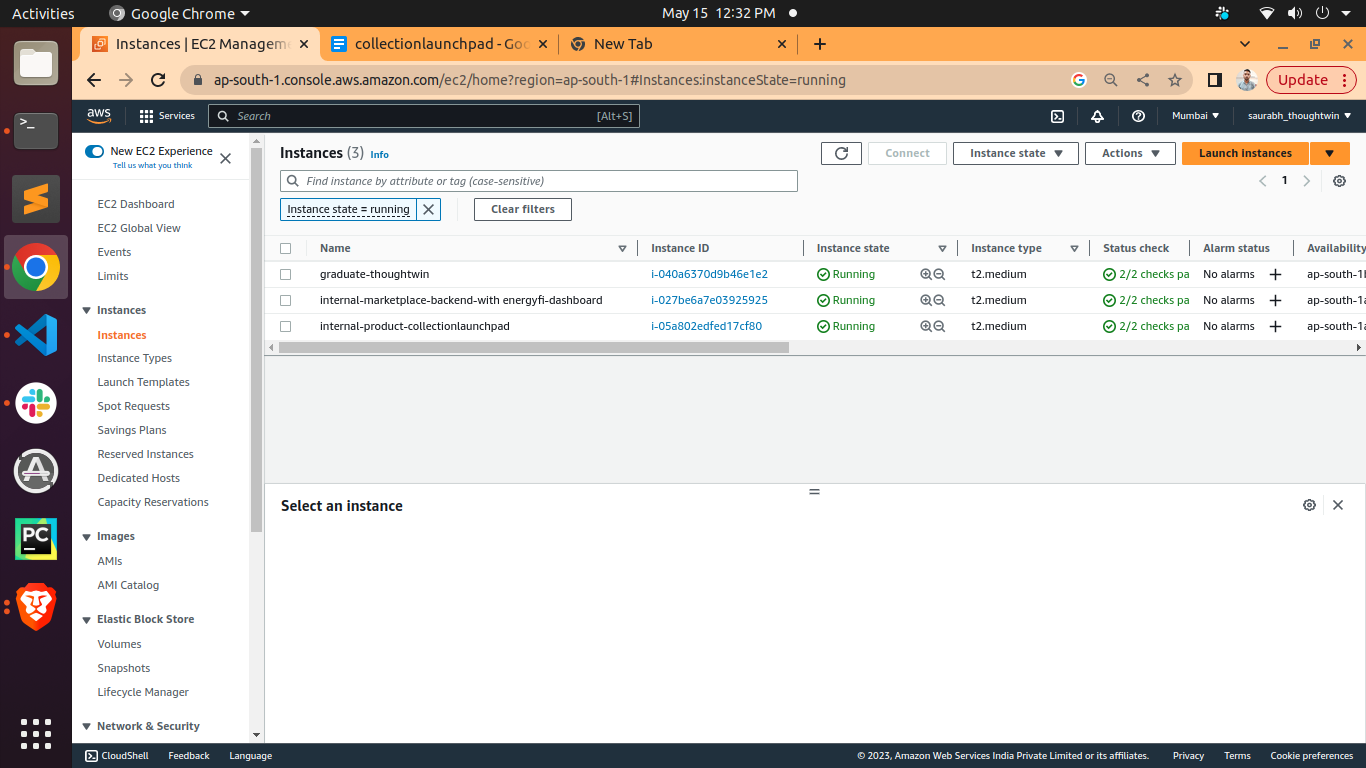 Activities Google Chrome May 15 12:32 PM
Instances | EC2 Managem collectionlaunchpad - Goo New Tab
ap-south-1.console.aws.amazon.com/ec2/home?region=ap-south-1#Instances:instanceState=running Update
aws Services Search [Alt+S] Mumbai saurabh_thoughtwin
New EC2 Experience
Tell us what you think
EC2 Dashboard
EC2 Global View
Events
Limits
Instances
Instances
Instance Types
Launch Templates
Spot Requests
Savings Plans
Reserved Instances
Dedicated Hosts
Capacity Reservations
Images
AMIs
AMI Catalog
Elastic Block Store
Volumes
Snapshots
Lifecycle Manager
Network & Security
Instances (3) Info Connect Instance state Actions Launch instances
Find instance by attribute or tag (case-sensitive) 1
Instance state = running Clear filters
Name Instance ID Instance state Instance type Status check Alarm status Availability
graduate-thoughtwin i-040a6370d9b46e1e2 Running t2.medium 2/2 checks pa No alarms ap-south-1b
internal-marketplace-backend-with energyfi-dashboard i-027be6a7e03925925 Running t2.medium 2/2 checks pa No alarms ap-south-1a
internal-product-collectionlaunchpad i-05a802edfed17cf80 Running t2.medium 2/2 checks pa No alarms ap-south-1a
Select an instance
PC
CloudShell Feedback Language © 2023, Amazon Web Services India Private Limited or its affiliates. Privacy Terms Cookie preferences